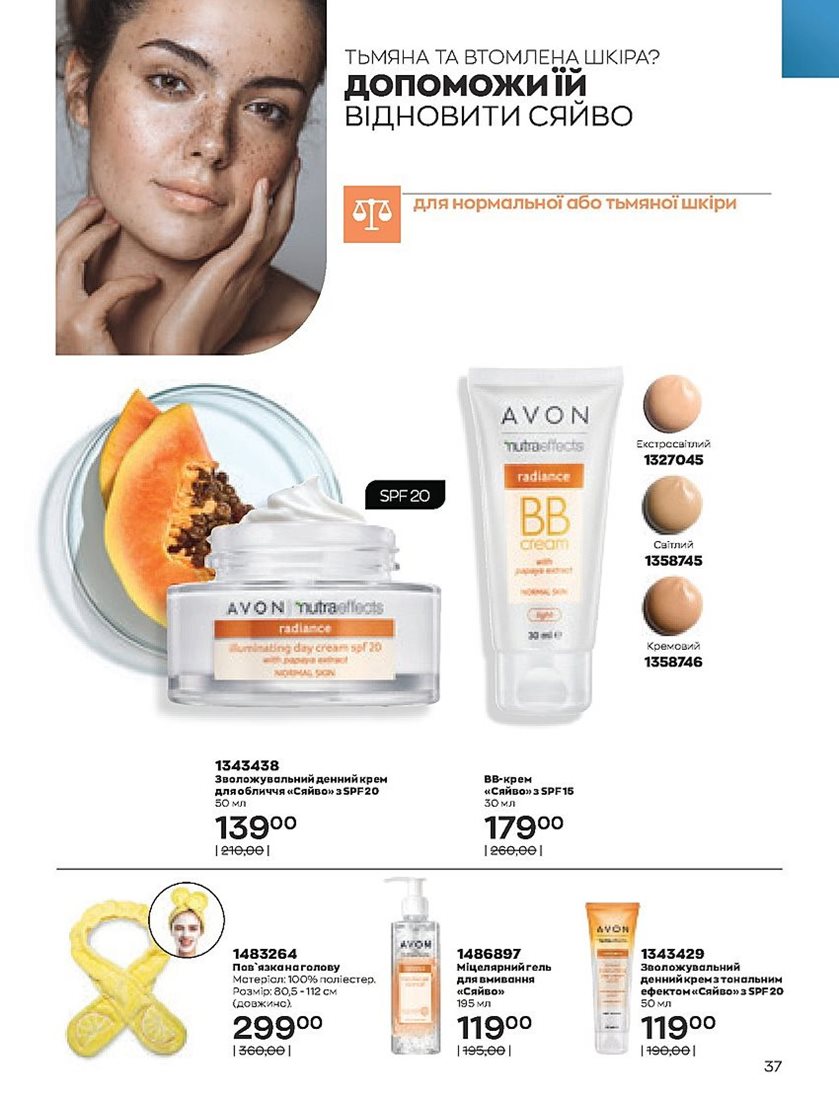 ТЬМЯНА ТА ВТОМЛЕНА ШКІРА?
ДОПОМОЖИ ЇЙ
ВІДНОВИТИ СЯЙВО
для нормальної або тьмяної шкіри
SPF 20
AVON | nutraeffects
radiance
illuminating day cream spf 20
with papaya extract
NORMAL SKIN
AVON
nutraeffects
radiance
BB
cream
with
papaya extract
NORMAL SKIN
light
30 ml e
Екстросвітлий
1327045
Світлий
1358745
Кремовий
1358746
1343438
Зволожувальний денний крем
для обличчя «Сяйво» з SPF 20
50 мл
139⁰⁰
| 210,00 |
BB-крем
«Сяйво» з SPF 15
30 мл
179⁰⁰
| 260,00 |
1483264
Пов`язка на голову
Матеріал: 100% поліестер.
Розмір: 80,5 - 112 см
(довжина).
299⁰⁰
| 360,00 |
AVON
1486897
Міцелярний гель
для вмивання
«Сяйво»
195 мл
119⁰⁰
| 195,00 |
AVON
1343429
Зволожувальний
денний крем з тональним
ефектом «Сяйво» з SPF 20
50 мл
119⁰⁰
| 190,00 |
37